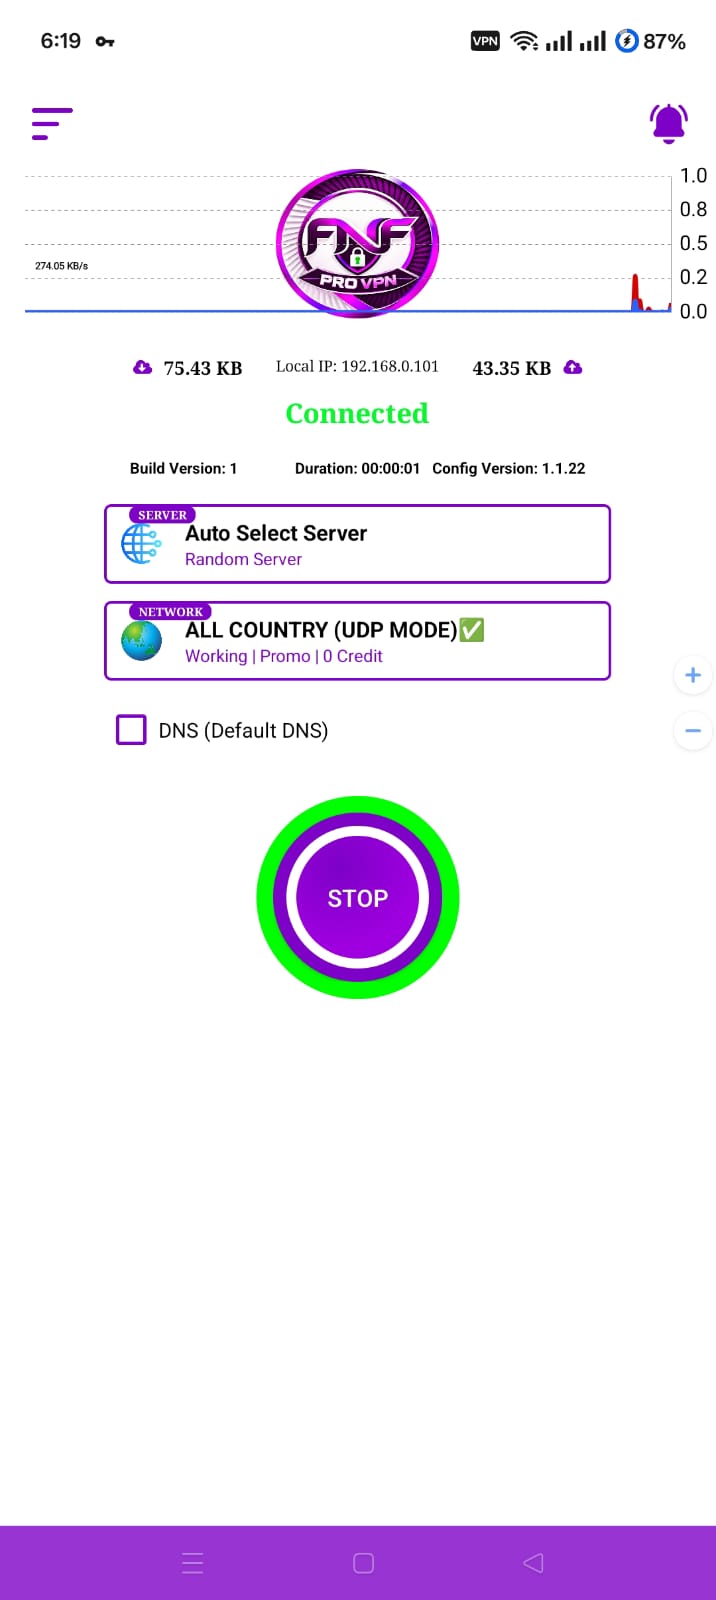 6:19 VPN 87%
1.0
0.8
0.5
274.05 KB/s
0.2
0.0
FNF
PRO VPN
75.43 KB Local IP: 192.168.0.101 43.35 KB
Connected
Build Version: 1 Duration: 00:00:01 Config Version: 1.1.22
SERVER
Auto Select Server
Random Server
NETWORK
ALL COUNTRY (UDP MODE)✅
Working | Promo | 0 Credit
DNS (Default DNS)
STOP